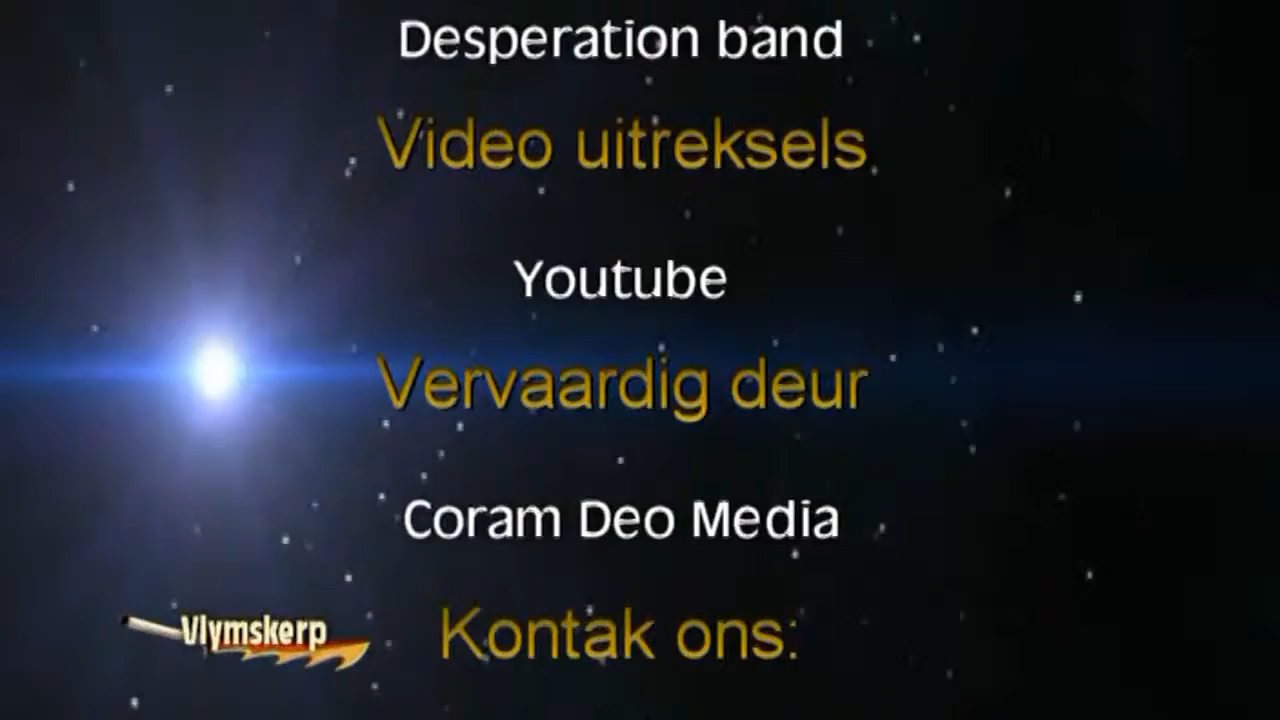 Desperation band
Video uitreksels
Youtube
Vervaardig deur
Coram Deo Media
Vlymskerp
Kontak ons: